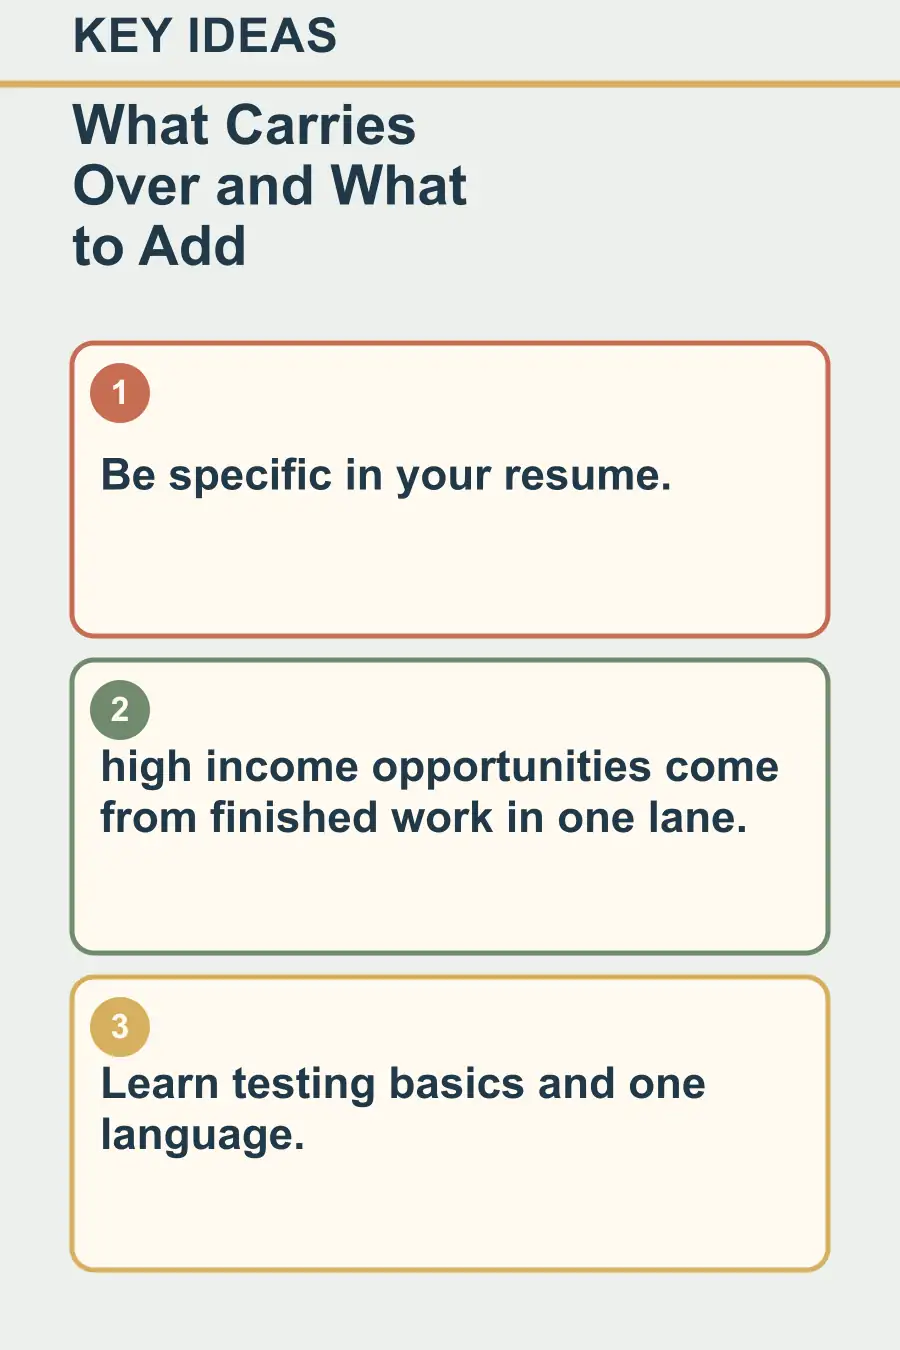 KEY IDEAS
What Carries
Over and What
to Add
1
Be specific in your resume.
2
high income opportunities come
from finished work in one lane.
3
Learn testing basics and one
language.